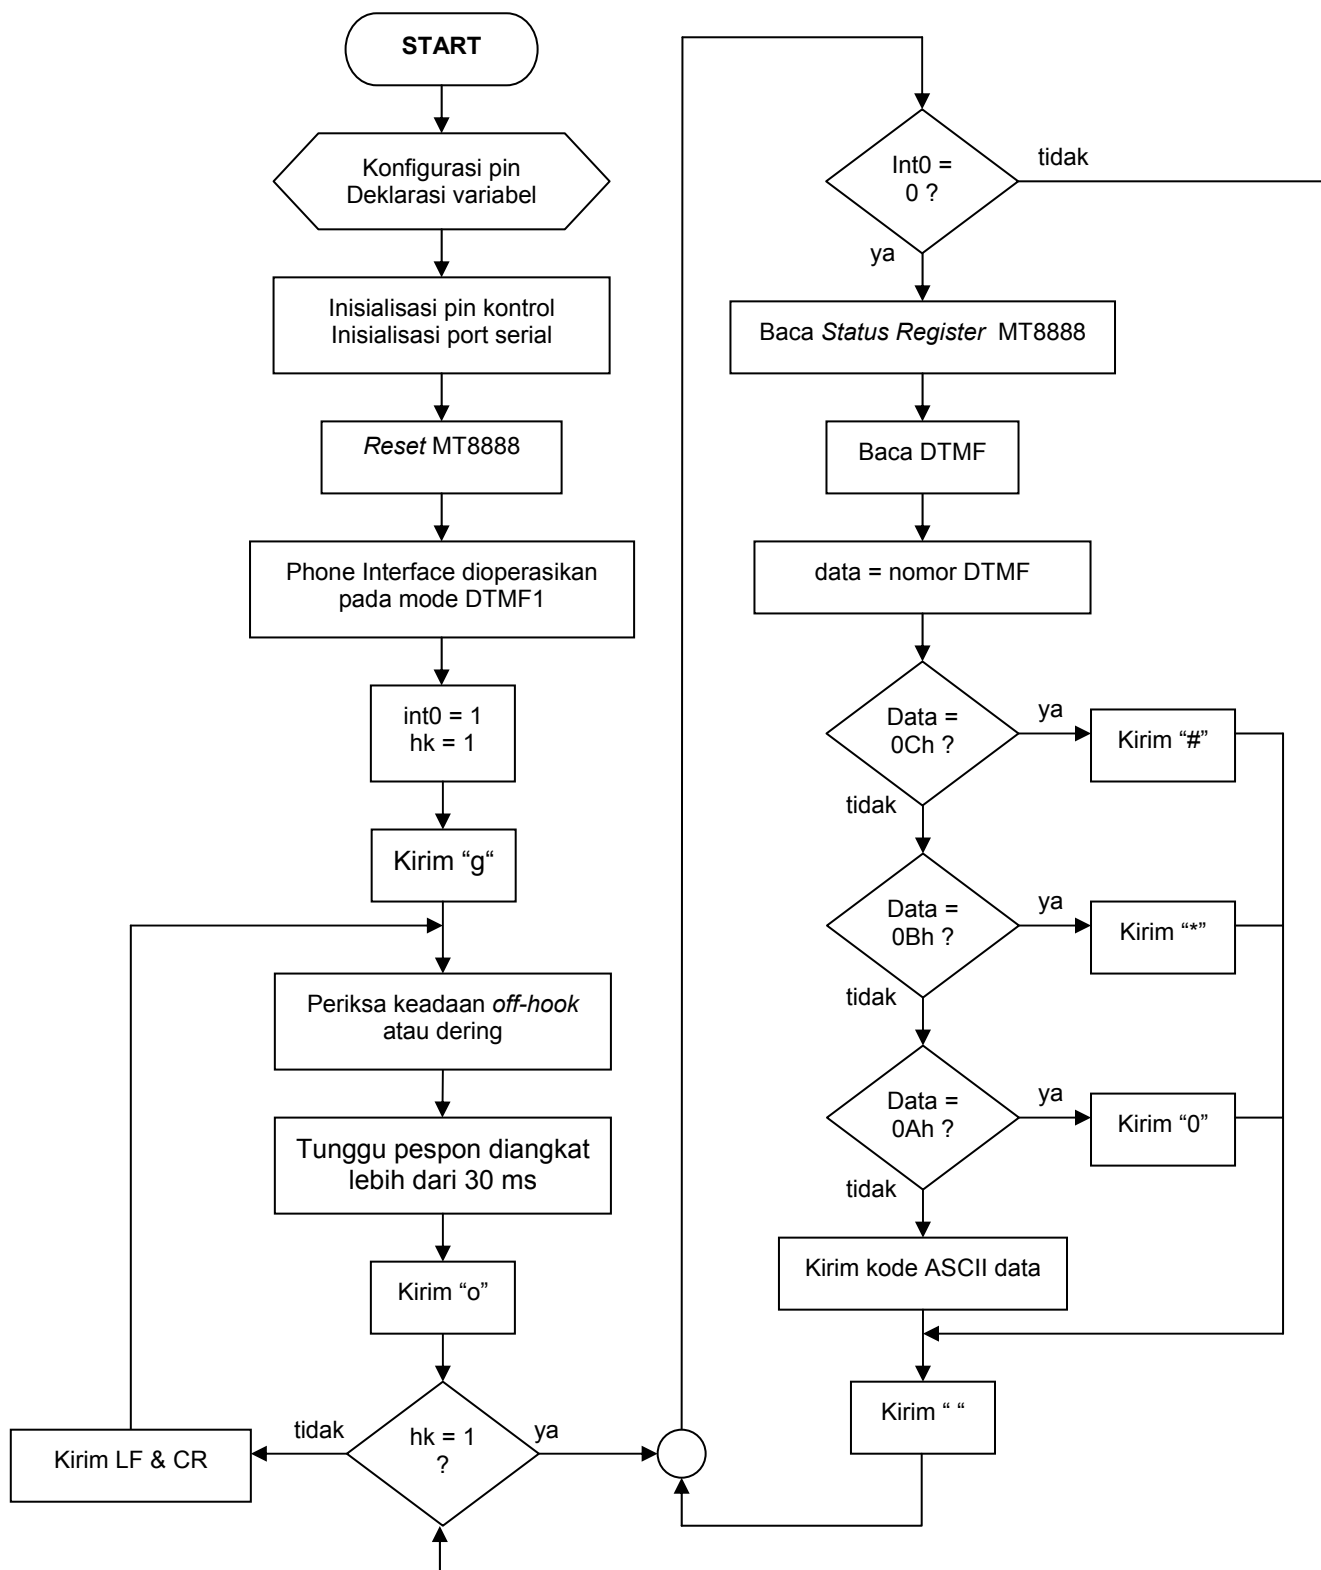 START
Konfigurasi pin
Deklarasi variabel
Inisialisasi pin kontrol
Inisialisasi port serial
Reset MT8888
Phone Interface dioperasikan
pada mode DTMF1
int0 = 1
hk = 1
Kirim “g“
Periksa keadaan off-hook
atau dering
Tunggu pespon diangkat
lebih dari 30 ms
Kirim “o”
hk = 1
?
tidak
ya
Kirim LF & CR
Int0 =
0 ?
tidak
ya
Baca Status Register MT8888
Baca DTMF
data = nomor DTMF
Data =
0Ch ?
ya
Kirim “#”
tidak
Data =
0Bh ?
ya
Kirim “*”
tidak
Data =
0Ah ?
ya
Kirim “0”
tidak
Kirim kode ASCII data
Kirim “ “